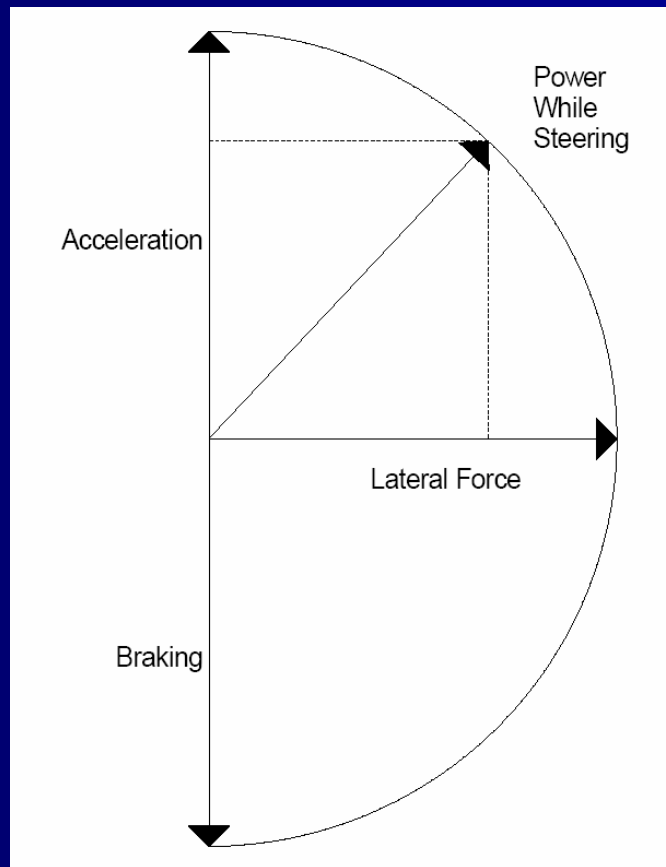 Power
While
Steering
Acceleration
Lateral Force
Braking